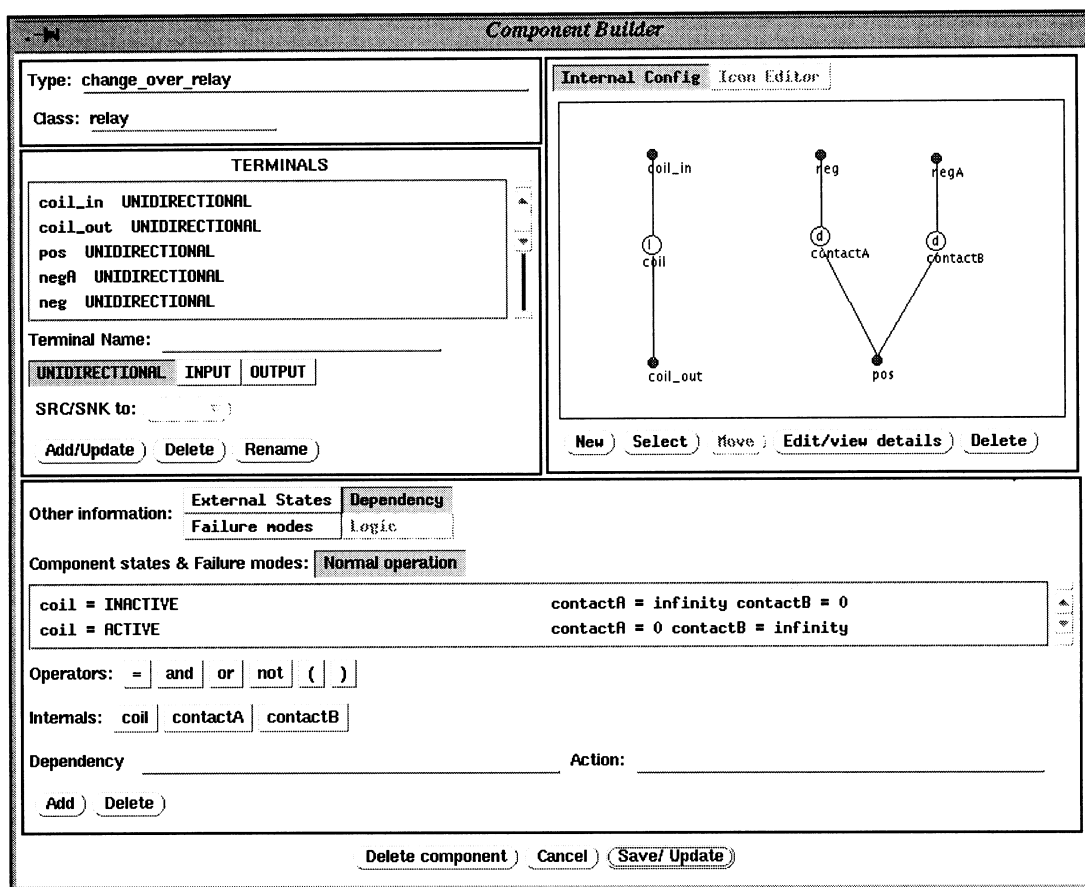 Component Builder
Type: change_over_relay
Class: relay
TERMINALS
coil_in UNIDIRECTIONAL
coil_out UNIDIRECTIONAL
pos UNIDIRECTIONAL
negA UNIDIRECTIONAL
neg UNIDIRECTIONAL
Terminal Name:
UNIDIRECTIONAL INPUT OUTPUT
SRC/SNK to:
Add/Update Delete Rename
Internal Config Icon Editor
coil_in neg negA
l d d
coil contactA contactB
coil_out pos
New Select Move Edit/view details Delete
Other information: External States Dependency
Failure modes Logic
Component states & Failure modes: Normal operation
coil = INACTIVE contactA = infinity contactB = 0
coil = ACTIVE contactA = 0 contactB = infinity
Operators: = and or not ( )
Internals: coil contactA contactB
Dependency Action:
Add Delete
Delete component Cancel Save/ Update